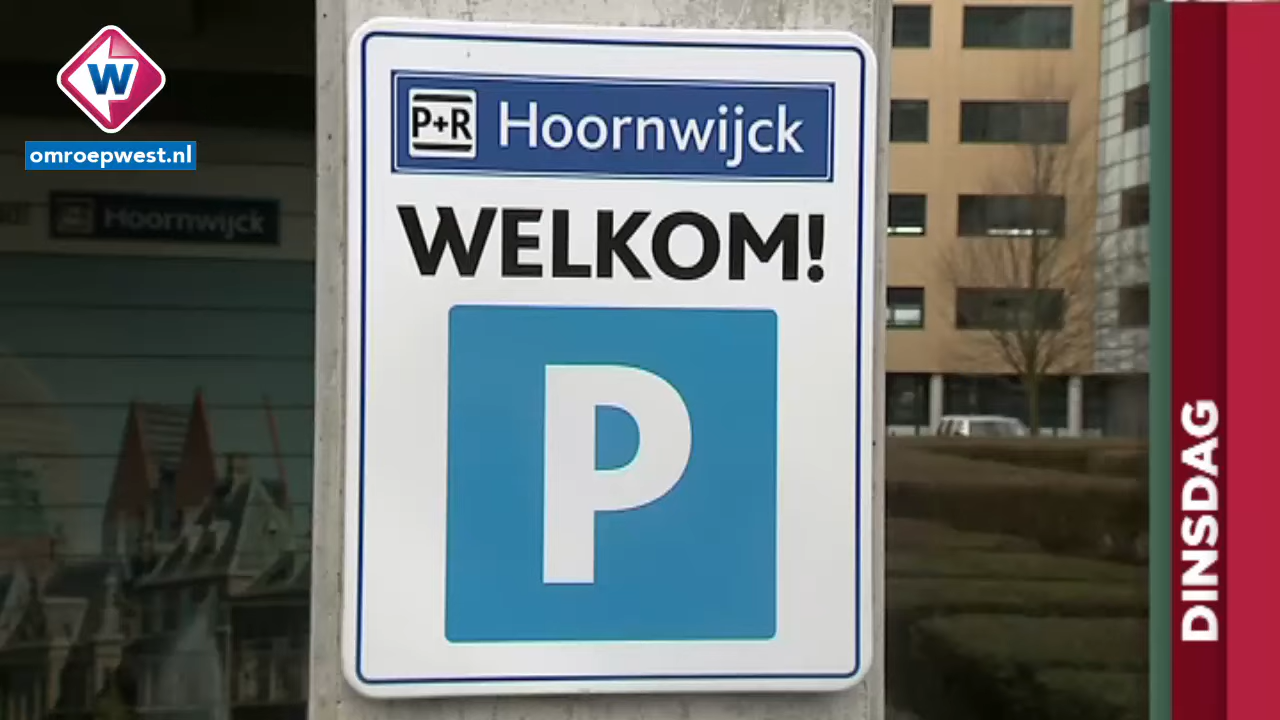 W
omroepwest.nl
P+R Hoornwijck
WELKOM!
P
Hoornwijck
DINSDAG